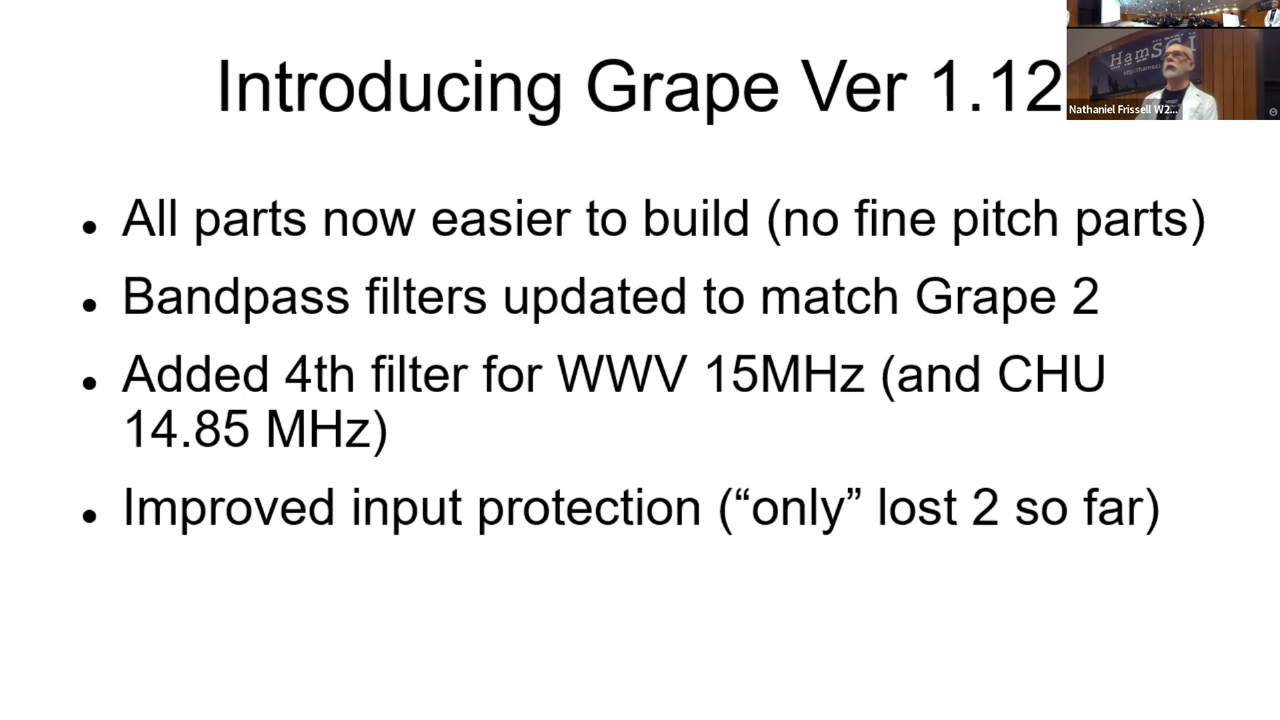 Introducing Grape Ver 1.12
HamSCI
Nathaniel Frissell W2...
All parts now easier to build (no fine pitch parts)
Bandpass filters updated to match Grape 2
Added 4th filter for WWV 15MHz (and CHU
14.85 MHz)
Improved input protection (“only” lost 2 so far)